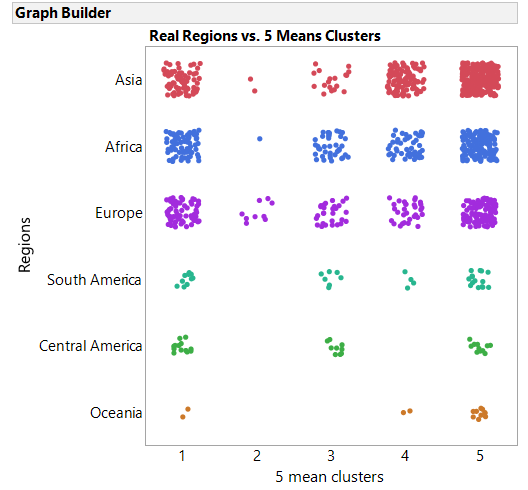 Graph Builder
Real Regions vs. 5 Means Clusters
Regions
Asia
Africa
Europe
South America
Central America
Oceania
1 2 3 4 5
5 mean clusters